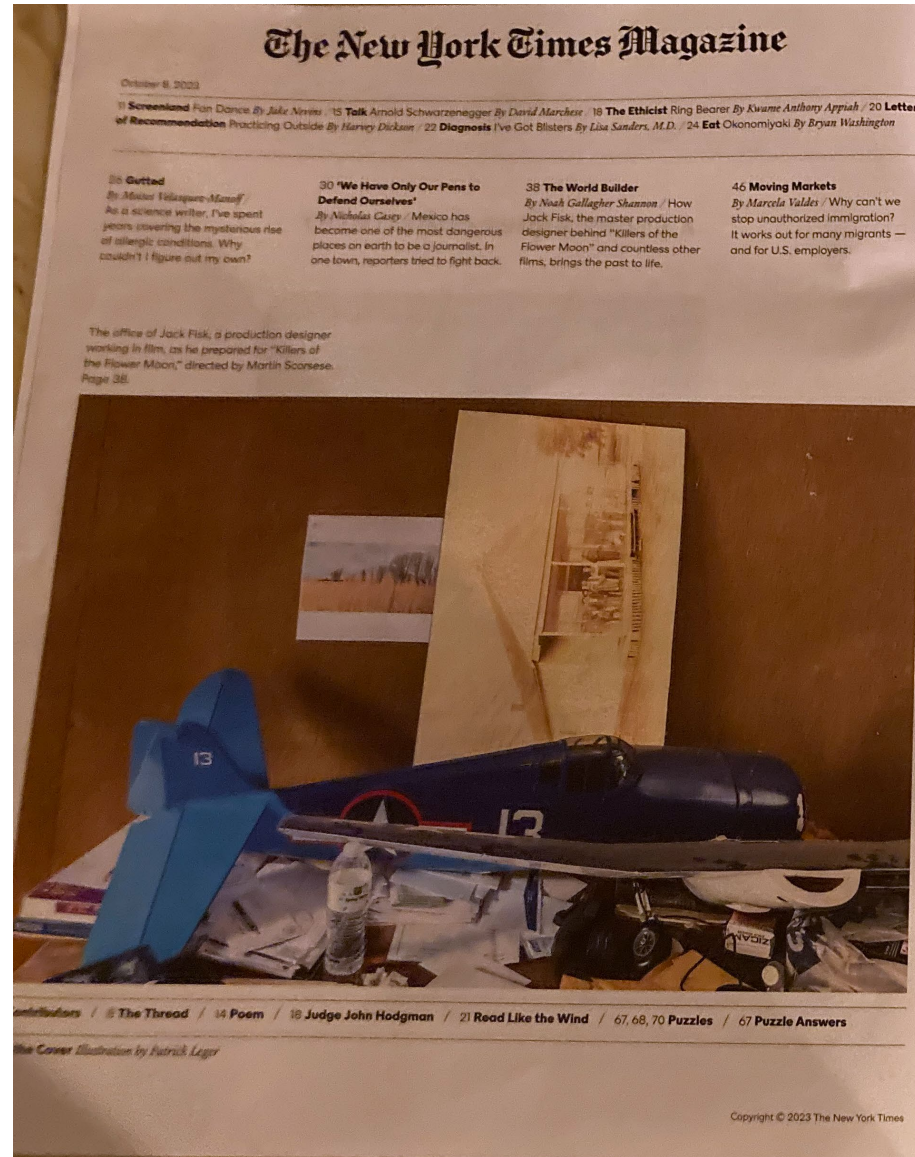 The New York Times Magazine
October 8, 2023
11 Screenland Fan Dance By Jake Nevins / 15 Talk Arnold Schwarzenegger By David Marchese / 18 The Ethicist Ring Bearer By Kwame Anthony Appiah / 20 Letter
of Recommendation Practicing Outside By Harvey Dickson / 22 Diagnosis I've Got Blisters By Lisa Sanders, M.D. / 24 Eat Okonomiyaki By Bryan Washington
26 Gutted
By Moises Velasquez-Manoff /
As a science writer, I've spent
years covering the mysterious rise
of allergic conditions. Why
couldn't I figure out my own?
30 'We Have Only Our Pens to
Defend Ourselves'
By Nicholas Casey / Mexico has
become one of the most dangerous
places on earth to be a journalist. In
one town, reporters tried to fight back.
38 The World Builder
By Noah Gallagher Shannon / How
Jack Fisk, the master production
designer behind "Killers of the
Flower Moon" and countless other
films, brings the past to life.
46 Moving Markets
By Marcela Valdes / Why can't we
stop unauthorized immigration?
It works out for many migrants —
and for U.S. employers.
The office of Jack Fisk, a production designer
working in film, as he prepared for "Killers of
the Flower Moon," directed by Martin Scorsese.
Page 38.
13
13
ZICAM
Contributors / 8 The Thread / 14 Poem / 18 Judge John Hodgman / 21 Read Like the Wind / 67, 68, 70 Puzzles / 67 Puzzle Answers
the Cover Illustration by Patrick Leger
Copyright © 2023 The New York Times